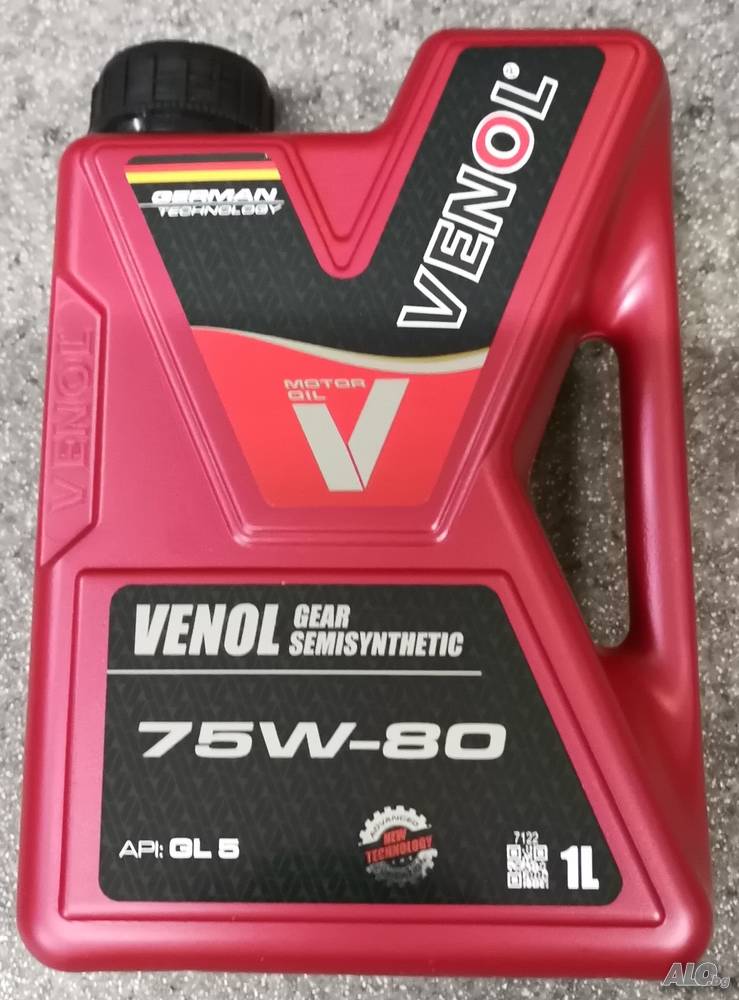 GERMAN
TECHNOLOGY
VENOL®
VENOL
MOTOR
OIL
V
VENOL GEAR
SEMISYNTHETIC
75W-80
API: GL 5
ADVANCED
NEW
TECHNOLOGY
7122
1L
ALO.bg